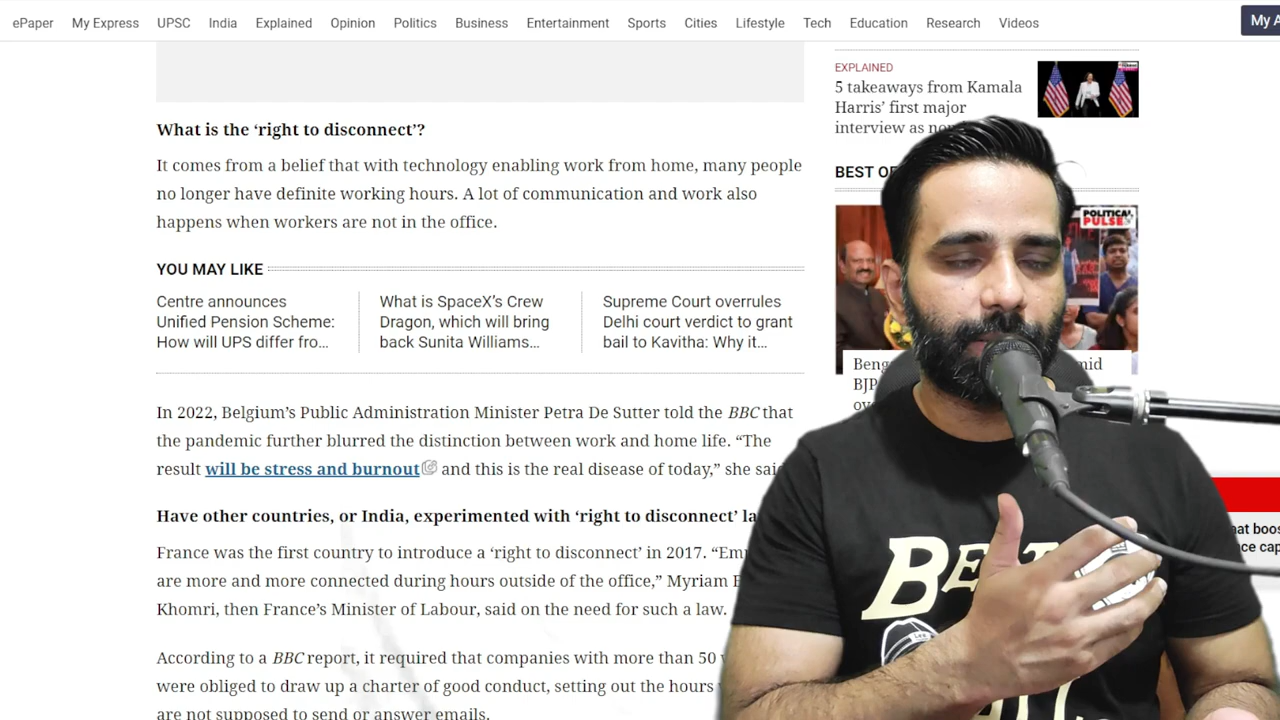 ePaper My Express UPSC India Explained Opinion Politics Business Entertainment Sports Cities Lifestyle Tech Education Research Videos
My
What is the ‘right to disconnect’?
It comes from a belief that with technology enabling work from home, many people
no longer have definite working hours. A lot of communication and work also
happens when workers are not in the office.
YOU MAY LIKE
Centre announces
Unified Pension Scheme:
How will UPS differ fro...
What is SpaceX’s Crew
Dragon, which will bring
back Sunita Williams...
Supreme Court overrules
Delhi court verdict to grant
bail to Kavitha: Why it...
In 2022, Belgium’s Public Administration Minister Petra De Sutter told the BBC that
the pandemic further blurred the distinction between work and home life. “The
result will be stress and burnout and this is the real disease of today,” she
Have other countries, or India, experimented with ‘right to disconnect’
France was the first country to introduce a ‘right to disconnect’ in 2017.
are more and more connected during hours outside of the office,” Myriam
Khomri, then France’s Minister of Labour, said on the need for such a law.
According to a BBC report, it required that companies with more than 50
were obliged to draw up a charter of good conduct, setting out the hours
are not supposed to send or answer emails.
EXPLAINED
5 takeaways from Kamala
Harris’ first major
interview as
BEST
POLITICAL
PULSE
BJP